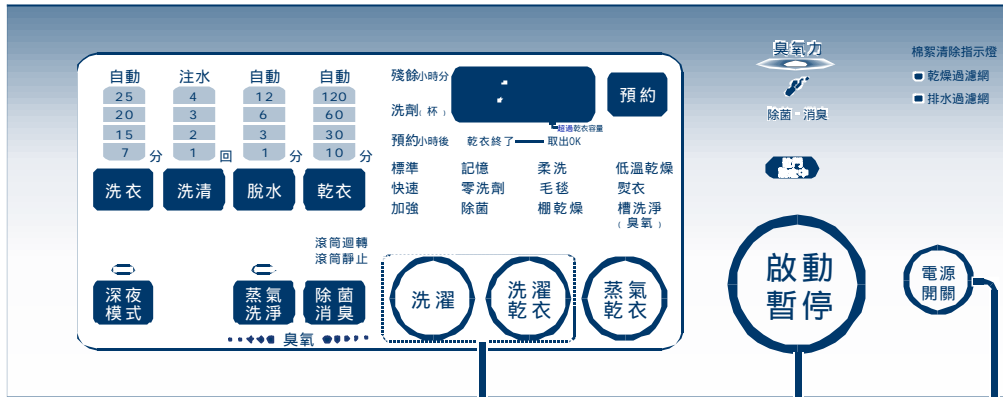 臭氧力
棉絮清除指示燈
乾燥過濾網
排水過濾網
除菌・消臭
自動 注水 自動 自動
25 4 12 120
20 3 6 60
15 2 3 30
7 分 1 回 1 分 10 分
洗衣 洗清 脫水 乾衣
殘餘小時分
洗劑(杯)
預約
超過乾衣容量
預約小時後 乾衣終了 取出OK
標準 記憶 柔洗 低溫乾燥
快速 零洗劑 毛毯 熨衣
加強 除菌 棚乾燥 槽洗淨
(臭氧)
滾筒迴轉
滾筒靜止
深夜
模式
蒸氣
洗淨
除菌
消臭
臭氧
洗濯
洗濯
乾衣
蒸氣
乾衣
啟動
暫停
電源
開關